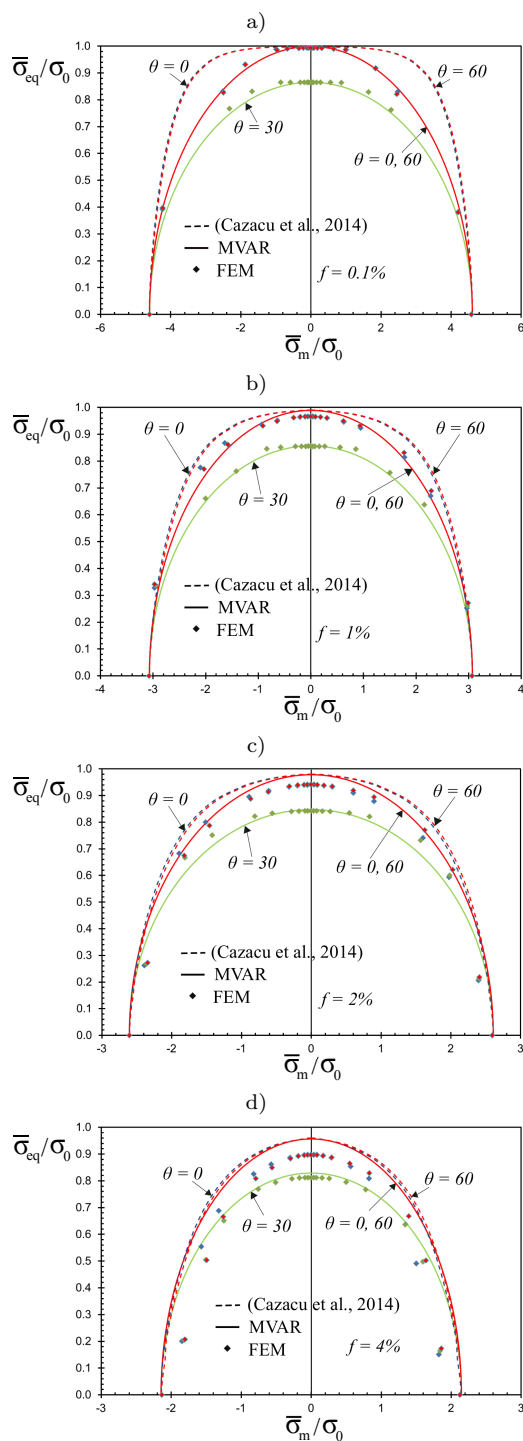 a)
σ̅eq/σ0
1.0
0.9
0.8
0.7
0.6
0.5
0.4
0.3
0.2
0.1
0.0
θ = 0
θ = 60
θ = 30
θ = 0, 60
(Cazacu et al., 2014)
MVAR
FEM
f = 0.1%
-6 -4 -2 0 2 4 6
σ̅m/σ0
b)
σ̅eq/σ0
1.0
0.9
0.8
0.7
0.6
0.5
0.4
0.3
0.2
0.1
0.0
θ = 0
θ = 60
θ = 30
θ = 0, 60
(Cazacu et al., 2014)
MVAR
FEM
f = 1%
-4 -3 -2 -1 0 1 2 3 4
σ̅m/σ0
c)
σ̅eq/σ0
1.0
0.9
0.8
0.7
0.6
0.5
0.4
0.3
0.2
0.1
0.0
θ = 0
θ = 60
θ = 30
θ = 0, 60
(Cazacu et al., 2014)
MVAR
FEM
f = 2%
-3 -2 -1 0 1 2 3
σ̅m/σ0
d)
σ̅eq/σ0
1.0
0.9
0.8
0.7
0.6
0.5
0.4
0.3
0.2
0.1
0.0
θ = 0
θ = 60
θ = 30
θ = 0, 60
(Cazacu et al., 2014)
MVAR
FEM
f = 4%
-3 -2 -1 0 1 2 3
σ̅m/σ0